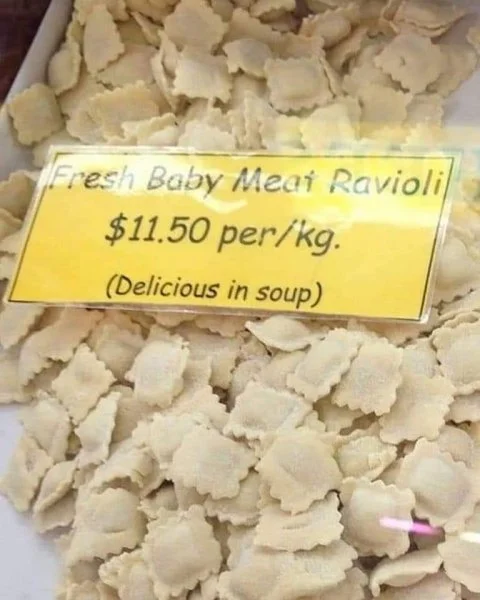 Fresh Baby Meat Ravioli
$11.50 per/kg.
(Delicious in soup)